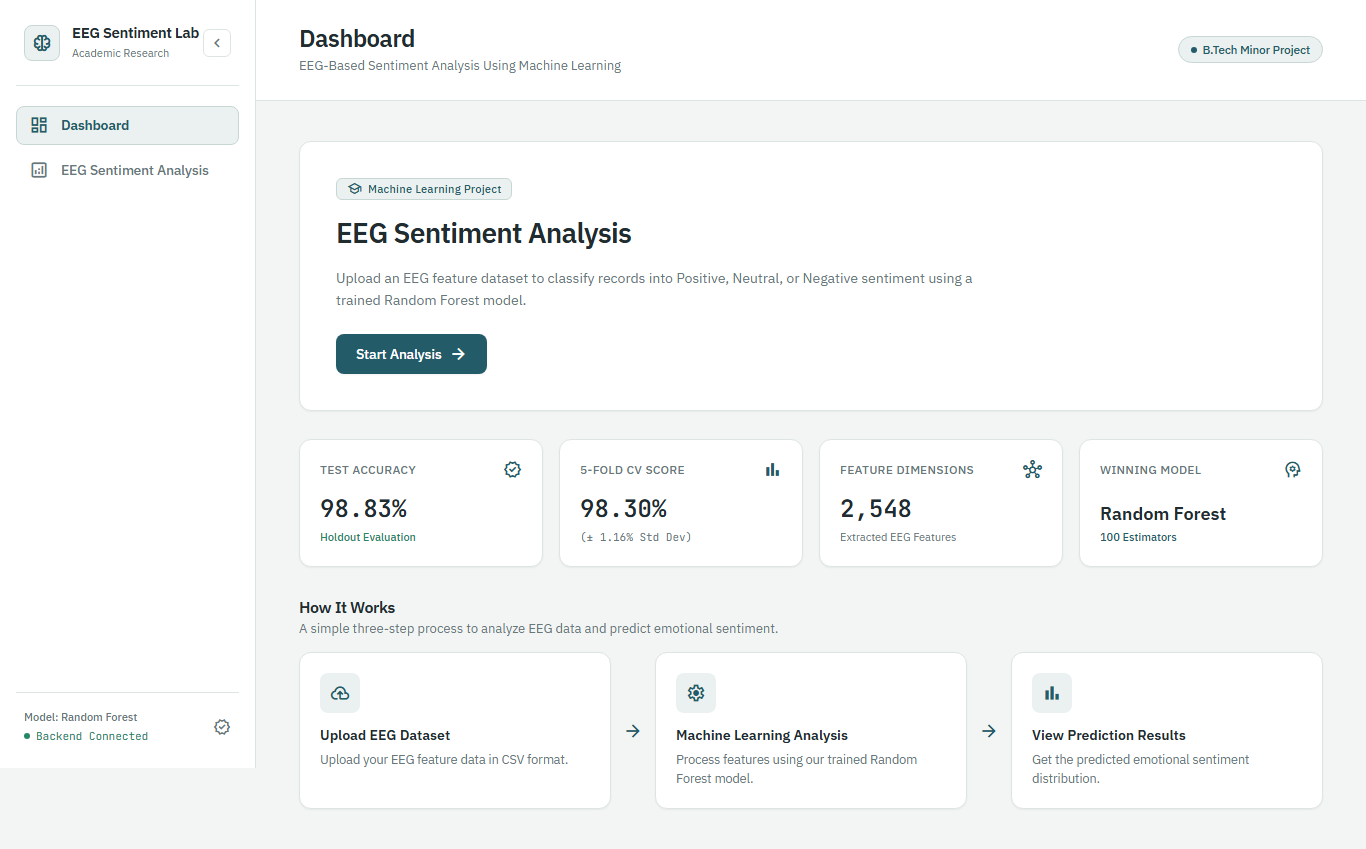 EEG Sentiment Lab
Academic Research
Dashboard
EEG Sentiment Analysis
Model: Random Forest
Backend Connected
Dashboard
EEG-Based Sentiment Analysis Using Machine Learning
B.Tech Minor Project
Machine Learning Project
EEG Sentiment Analysis
Upload an EEG feature dataset to classify records into Positive, Neutral, or Negative sentiment using a
trained Random Forest model.
Start Analysis
TEST ACCURACY
98.83%
Holdout Evaluation
5-FOLD CV SCORE
98.30%
(± 1.16% Std Dev)
FEATURE DIMENSIONS
2,548
Extracted EEG Features
WINNING MODEL
Random Forest
100 Estimators
How It Works
A simple three-step process to analyze EEG data and predict emotional sentiment.
Upload EEG Dataset
Upload your EEG feature data in CSV format.
Machine Learning Analysis
Process features using our trained Random
Forest model.
View Prediction Results
Get the predicted emotional sentiment
distribution.